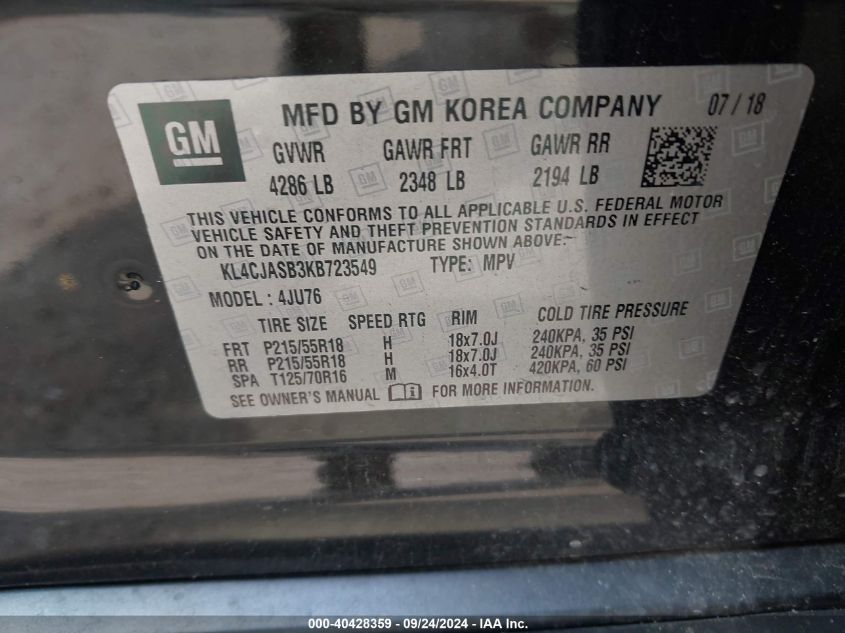 GM
MFD BY GM KOREA COMPANY 07 / 18
GVWR GAWR FRT GAWR RR
4286 LB 2348 LB 2194 LB
THIS VEHICLE CONFORMS TO ALL APPLICABLE U.S. FEDERAL MOTOR
VEHICLE SAFETY AND THEFT PREVENTION STANDARDS IN EFFECT
ON THE DATE OF MANUFACTURE SHOWN ABOVE:~
KL4CJASB3KB723549 TYPE: MPV
MODEL : 4JU76
TIRE SIZE SPEED RTG RIM COLD TIRE PRESSURE
FRT P215/55R18 H 18x7.0J 240KPA, 35 PSI
RR P215/55R18 H 18x7.0J 240KPA, 35 PSI
SPA T125/70R16 M 16x4.0T 420KPA, 60 PSI
SEE OWNER'S MANUAL i FOR MORE INFORMATION.
000-40428359 - 09/24/2024 - IAA Inc.